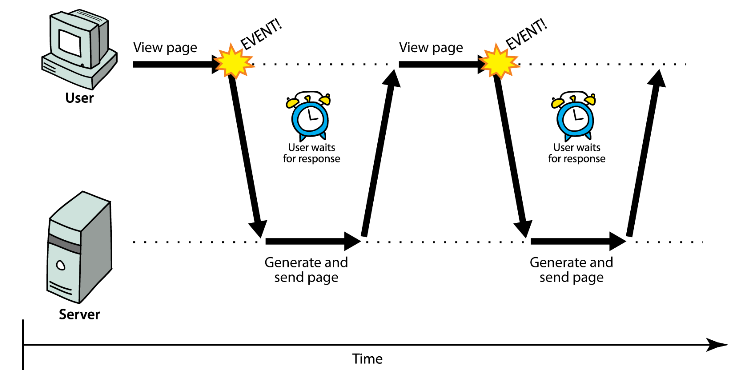 View page
EVENT!
View page
EVENT!
User
User waits
for response
User waits
for response
Generate and
send page
Generate and
send page
Server
Time